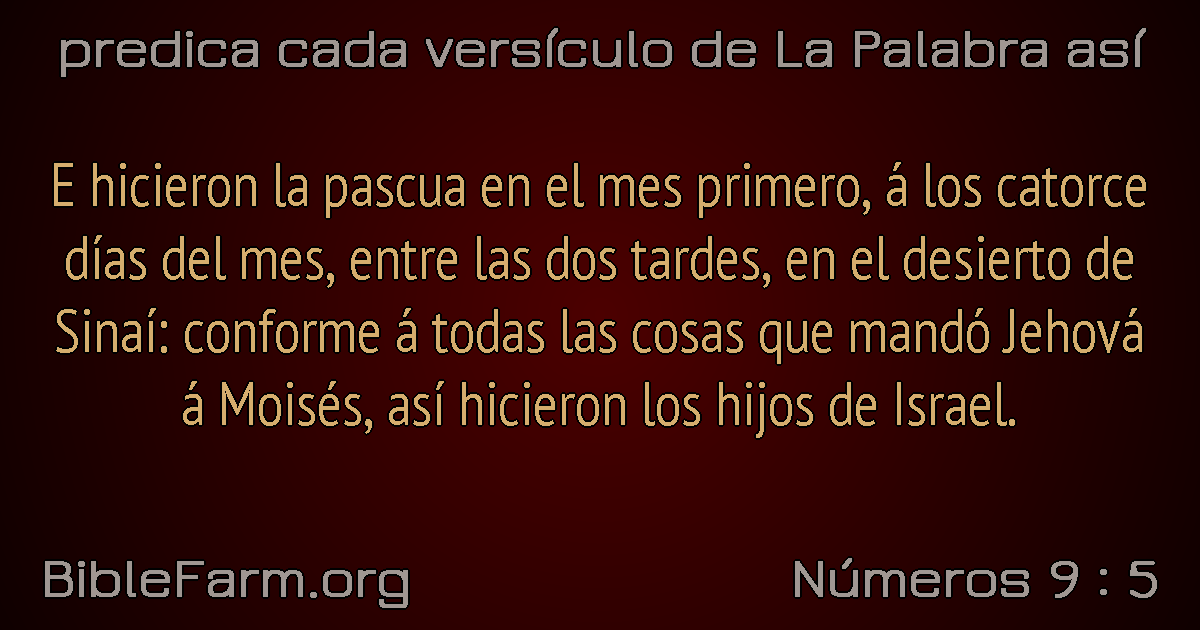 predica cada versículo de La Palabra así
E hicieron la pascua en el mes primero, á los catorce
días del mes, entre las dos tardes, en el desierto de
Sinaí: conforme á todas las cosas que mandó Jehová
á Moisés, así hicieron los hijos de Israel.
BibleFarm.org
Números 9 : 5